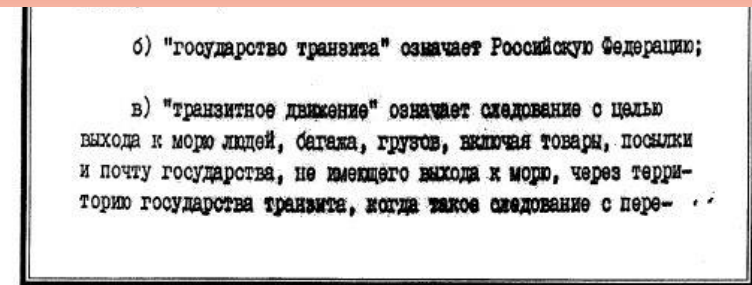 б) "государство транзита" означает Российскую Федерацию;
в) "транзитное движение" означает следование с целью
выхода к морю людей, багажа, грузов, включая товары, посылки
и почту государства, не имеющего выхода к морю, через терри-
торию государства транзита, когда такое следование с пере-